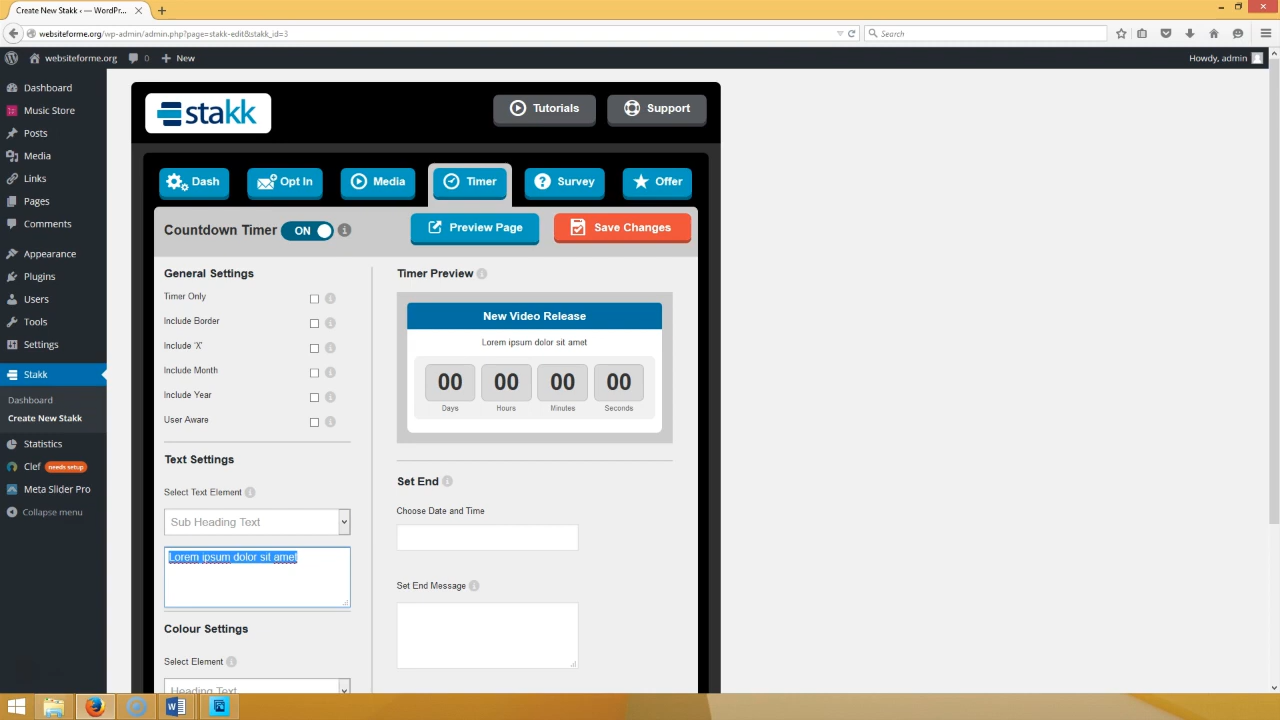 Create New Stakk ‹ — WordPr...
websiteforme.org/wp-admin/admin.php?page=stakk-edit&stakk_id=3
Search
websiteforme.org
0
New
Howdy, admin
Dashboard
Music Store
Posts
Media
Links
Pages
Comments
Appearance
Plugins
Users
Tools
Settings
Stakk
Dashboard
Create New Stakk
Statistics
Clef needs setup
Meta Slider Pro
Collapse menu
stakk
Tutorials
Support
Dash
Opt In
Media
Timer
Survey
Offer
Countdown Timer ON
Preview Page
Save Changes
General Settings
Timer Only
Include Border
Include 'X'
Include Month
Include Year
User Aware
Text Settings
Select Text Element
Sub Heading Text
Lorem ipsum dolor sit amet
Colour Settings
Select Element
Heading Text
Timer Preview
New Video Release
Lorem ipsum dolor sit amet
00 00 00 00
Days Hours Minutes Seconds
Set End
Choose Date and Time
Set End Message